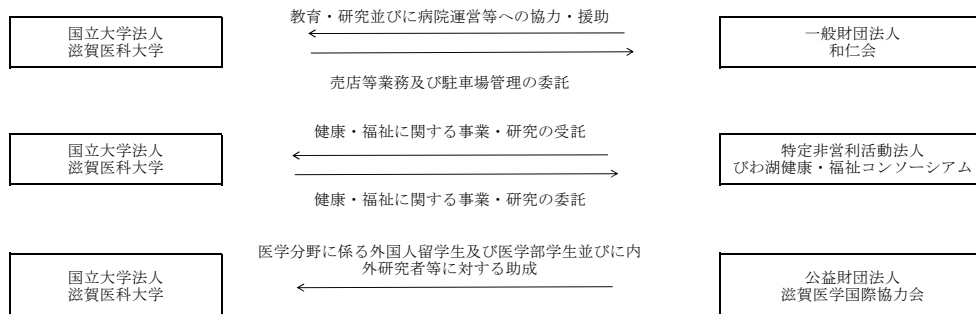 教育・研究並びに病院運営等への協力・援助
国立大学法人
滋賀医科大学
一般財団法人
和仁会
売店等業務及び駐車場管理の委託
健康・福祉に関する事業・研究の受託
国立大学法人
滋賀医科大学
特定非営利活動法人
びわ湖健康・福祉コンソーシアム
健康・福祉に関する事業・研究の委託
医学分野に係る外国人留学生及び医学部学生並びに内
外研究者等に対する助成
国立大学法人
滋賀医科大学
公益財団法人
滋賀医学国際協力会